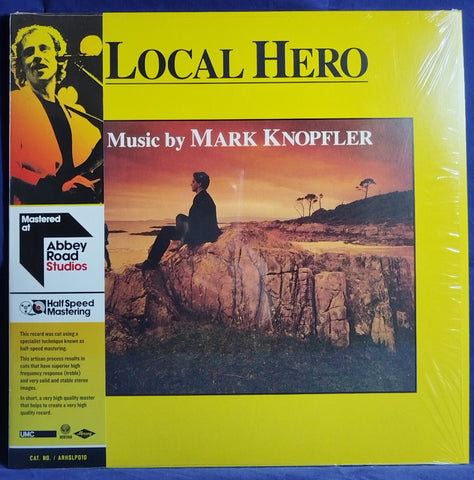 LOCAL HERO
Music by MARK KNOPFLER
Mastered
at
Abbey
Road
Studios
Half Speed
Mastering
This record was cut using a
specialist technique known as
half-speed mastering.
This artisan process results in
cuts that have superior high
frequency response (treble) and
and very solid and stable stereo
images.
In short, a very high quality master
that helps to create a very high
quality record.
UMC
VERTIGO
CAT. NO. / ARHSLP010